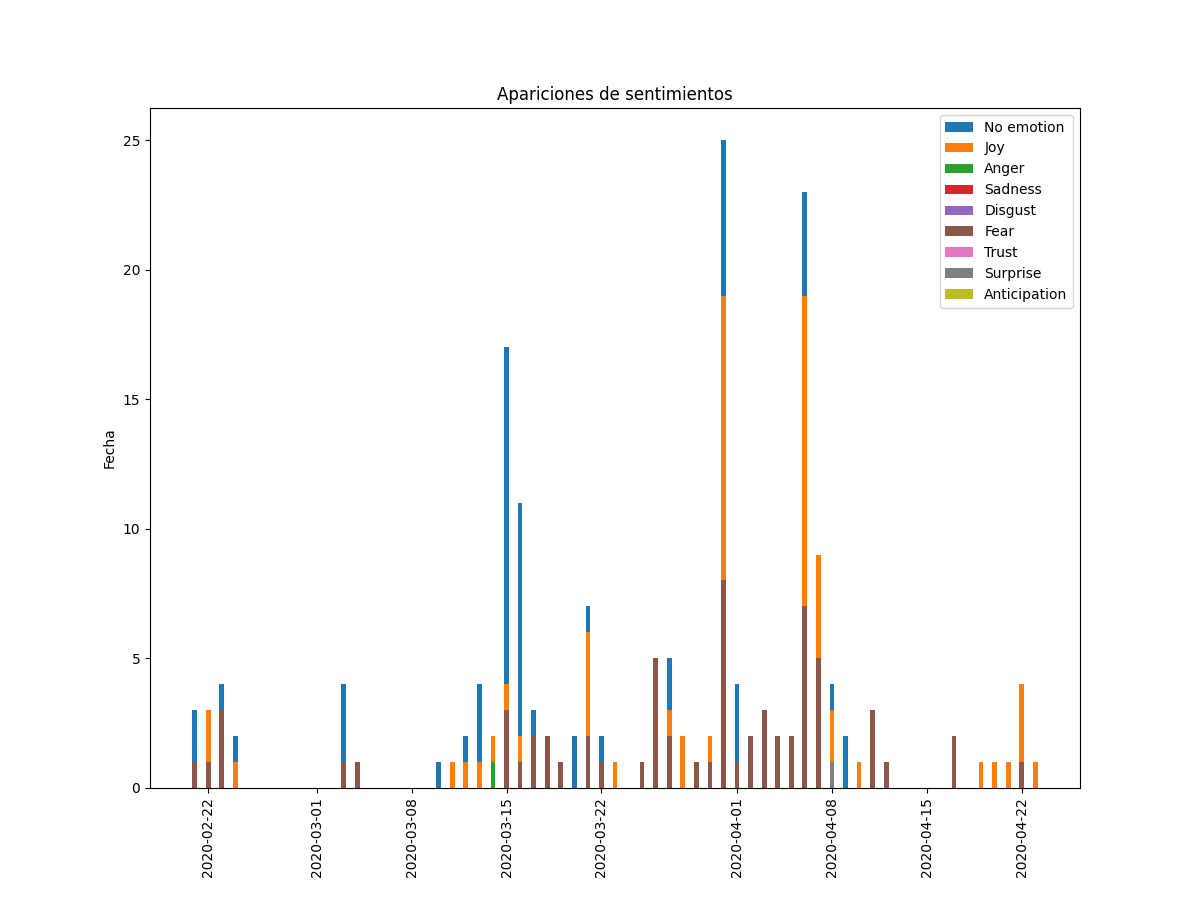 Apariciones de sentimientos
No emotion
Joy
Anger
Sadness
Disgust
Fear
Trust
Surprise
Anticipation
Fecha
25
20
15
10
5
0
2020-02-22
2020-03-01
2020-03-08
2020-03-15
2020-03-22
2020-04-01
2020-04-08
2020-04-15
2020-04-22